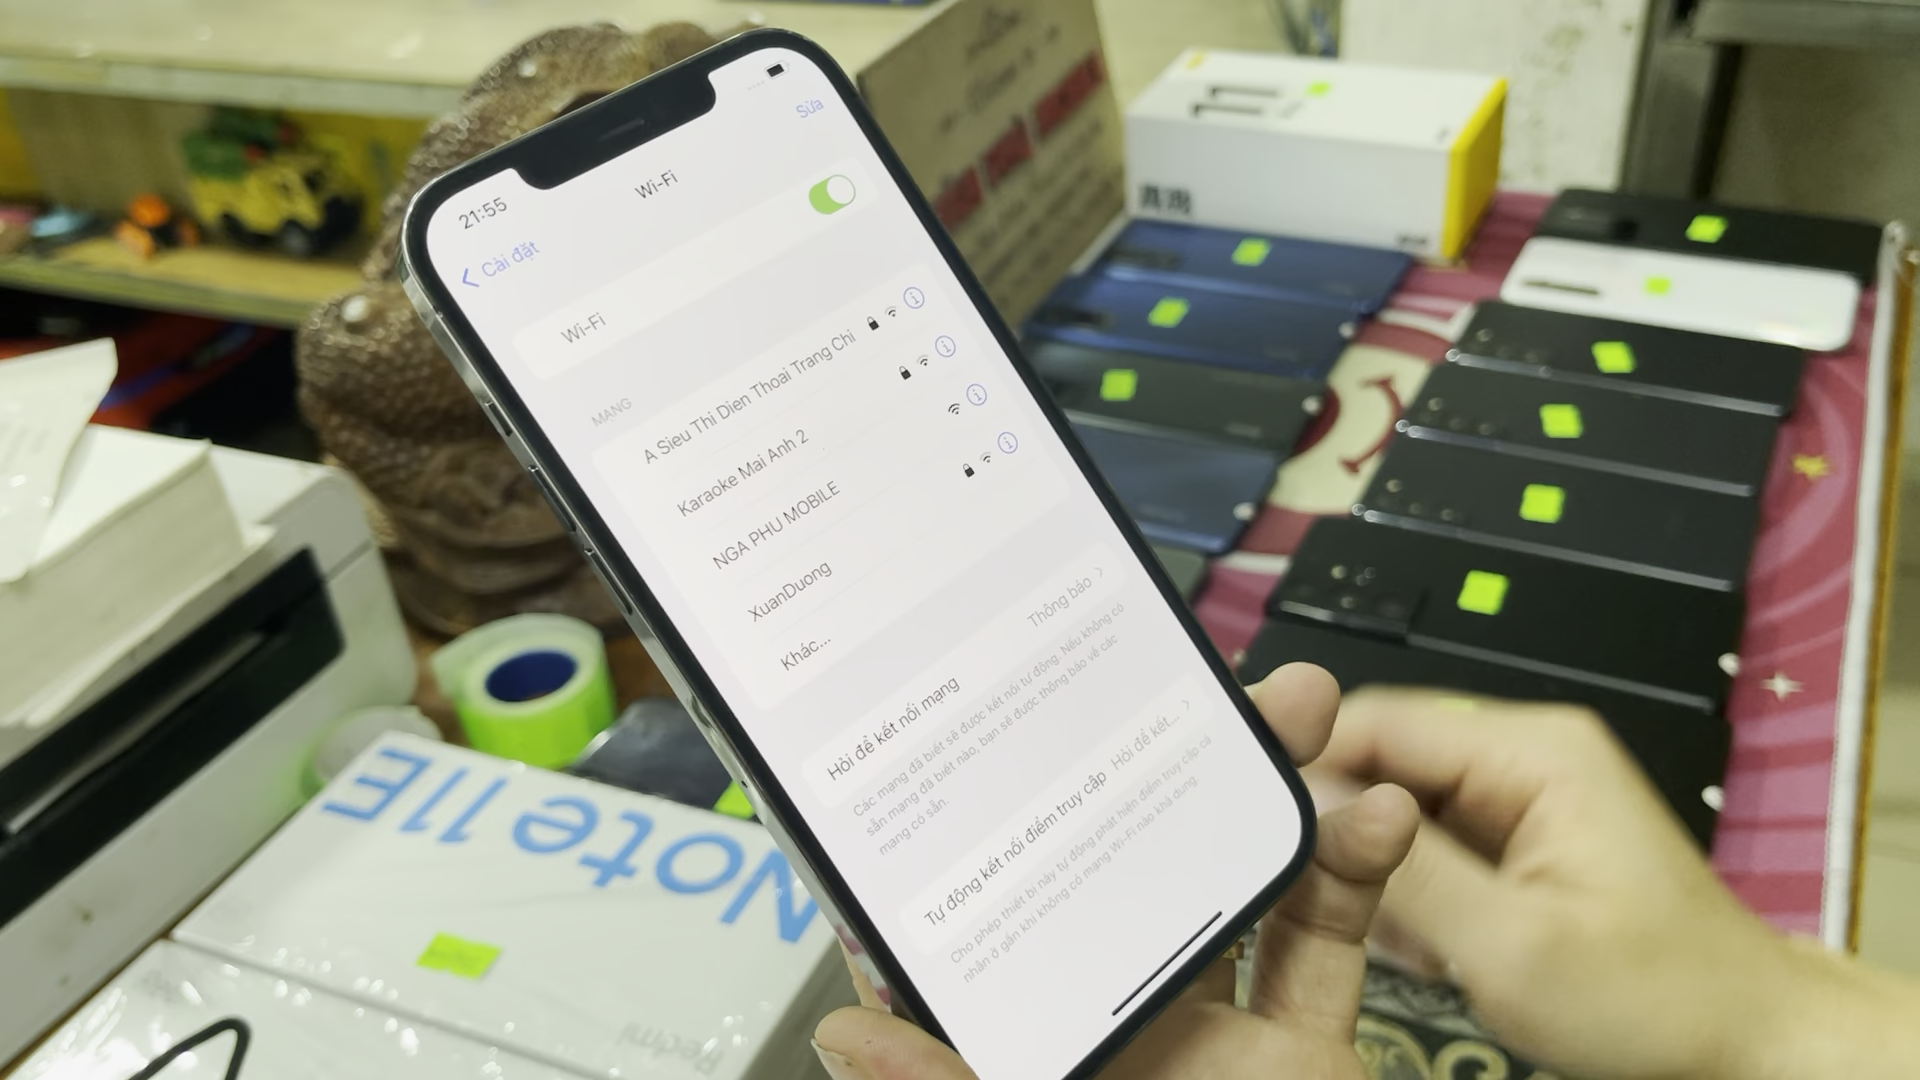 21:55
Sửa
Cài đặt
Wi-Fi
Wi-Fi
MẠNG
A Sieu Thi Dien Thoai Trang Chi
Karaoke Mai Anh 2
NGA PHU MOBILE
XuanDuong
Khác...
Hỏi để kết nối mạng
Thông báo
Các mạng đã biết sẽ được kết nối tự động. Nếu không có
sẵn mạng đã biết nào, bạn sẽ được thông báo về các
mạng có sẵn.
Tự động kết nối điểm truy cập
Hỏi để kết...
Cho phép thiết bị này tự động phát hiện điểm truy cập cá
nhân ở gần khi không có mạng Wi-Fi nào khả dụng.
Note 11E
Redmi
11
真我